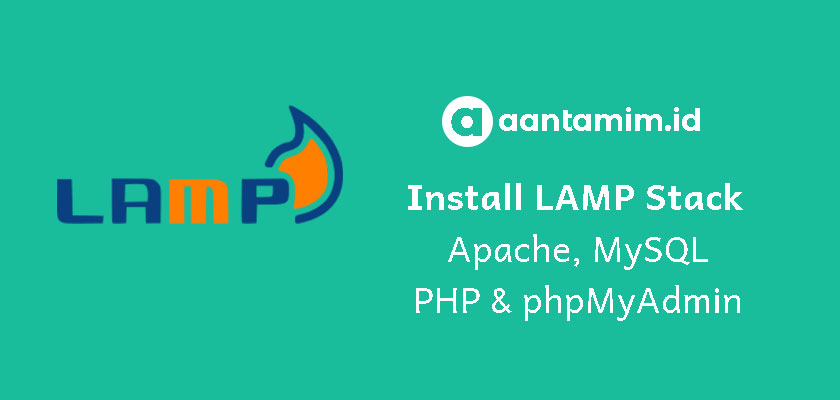 LAMP
aantamim.id
Install LAMP Stack
Apache, MySQL
PHP & phpMyAdmin